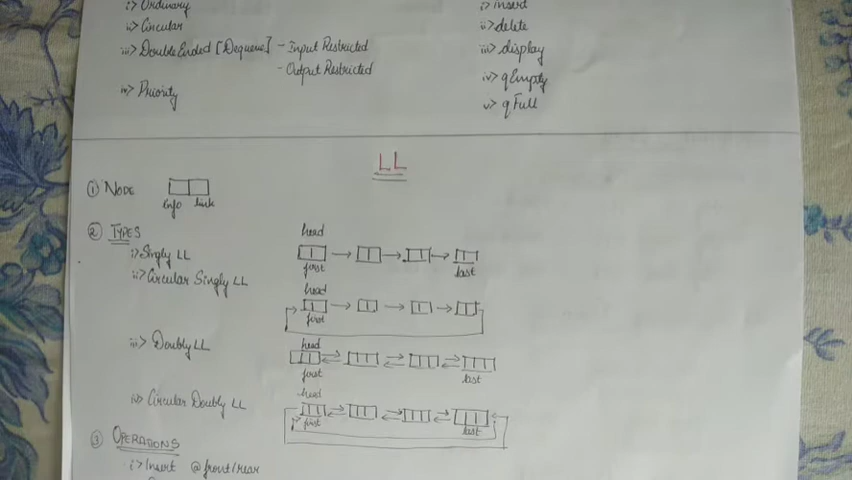 i> Ordinary
ii> Circular
iii> DoubleEnded [Dequeue] - Input Restricted
- Output Restricted
iv> Priority
i> insert
ii> delete
iii> display
iv> qEmpty
v> qFull
LL
① NODE
info link
② TYPES
i> Singly LL
head
first last
ii> Circular Singly LL
head
first
iii> Doubly LL
head
first last
iv> Circular Doubly LL
head
first last
③ OPERATIONS
i> Insert @front/rear